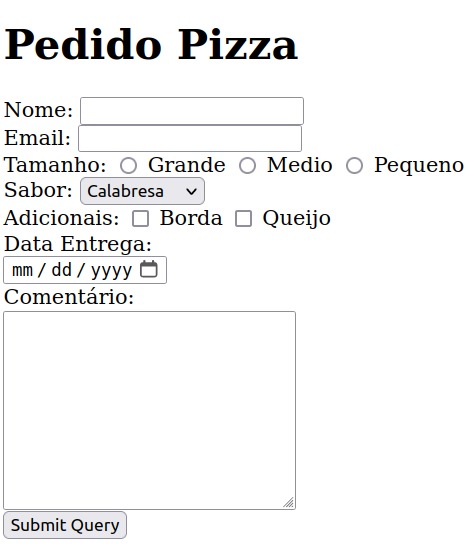 Pedido Pizza
Nome:
Email:
Tamanho: Grande Medio Pequeno
Sabor: Calabresa
Adicionais: Borda Queijo
Data Entrega:
mm / dd / yyyy
Comentário:
Submit Query